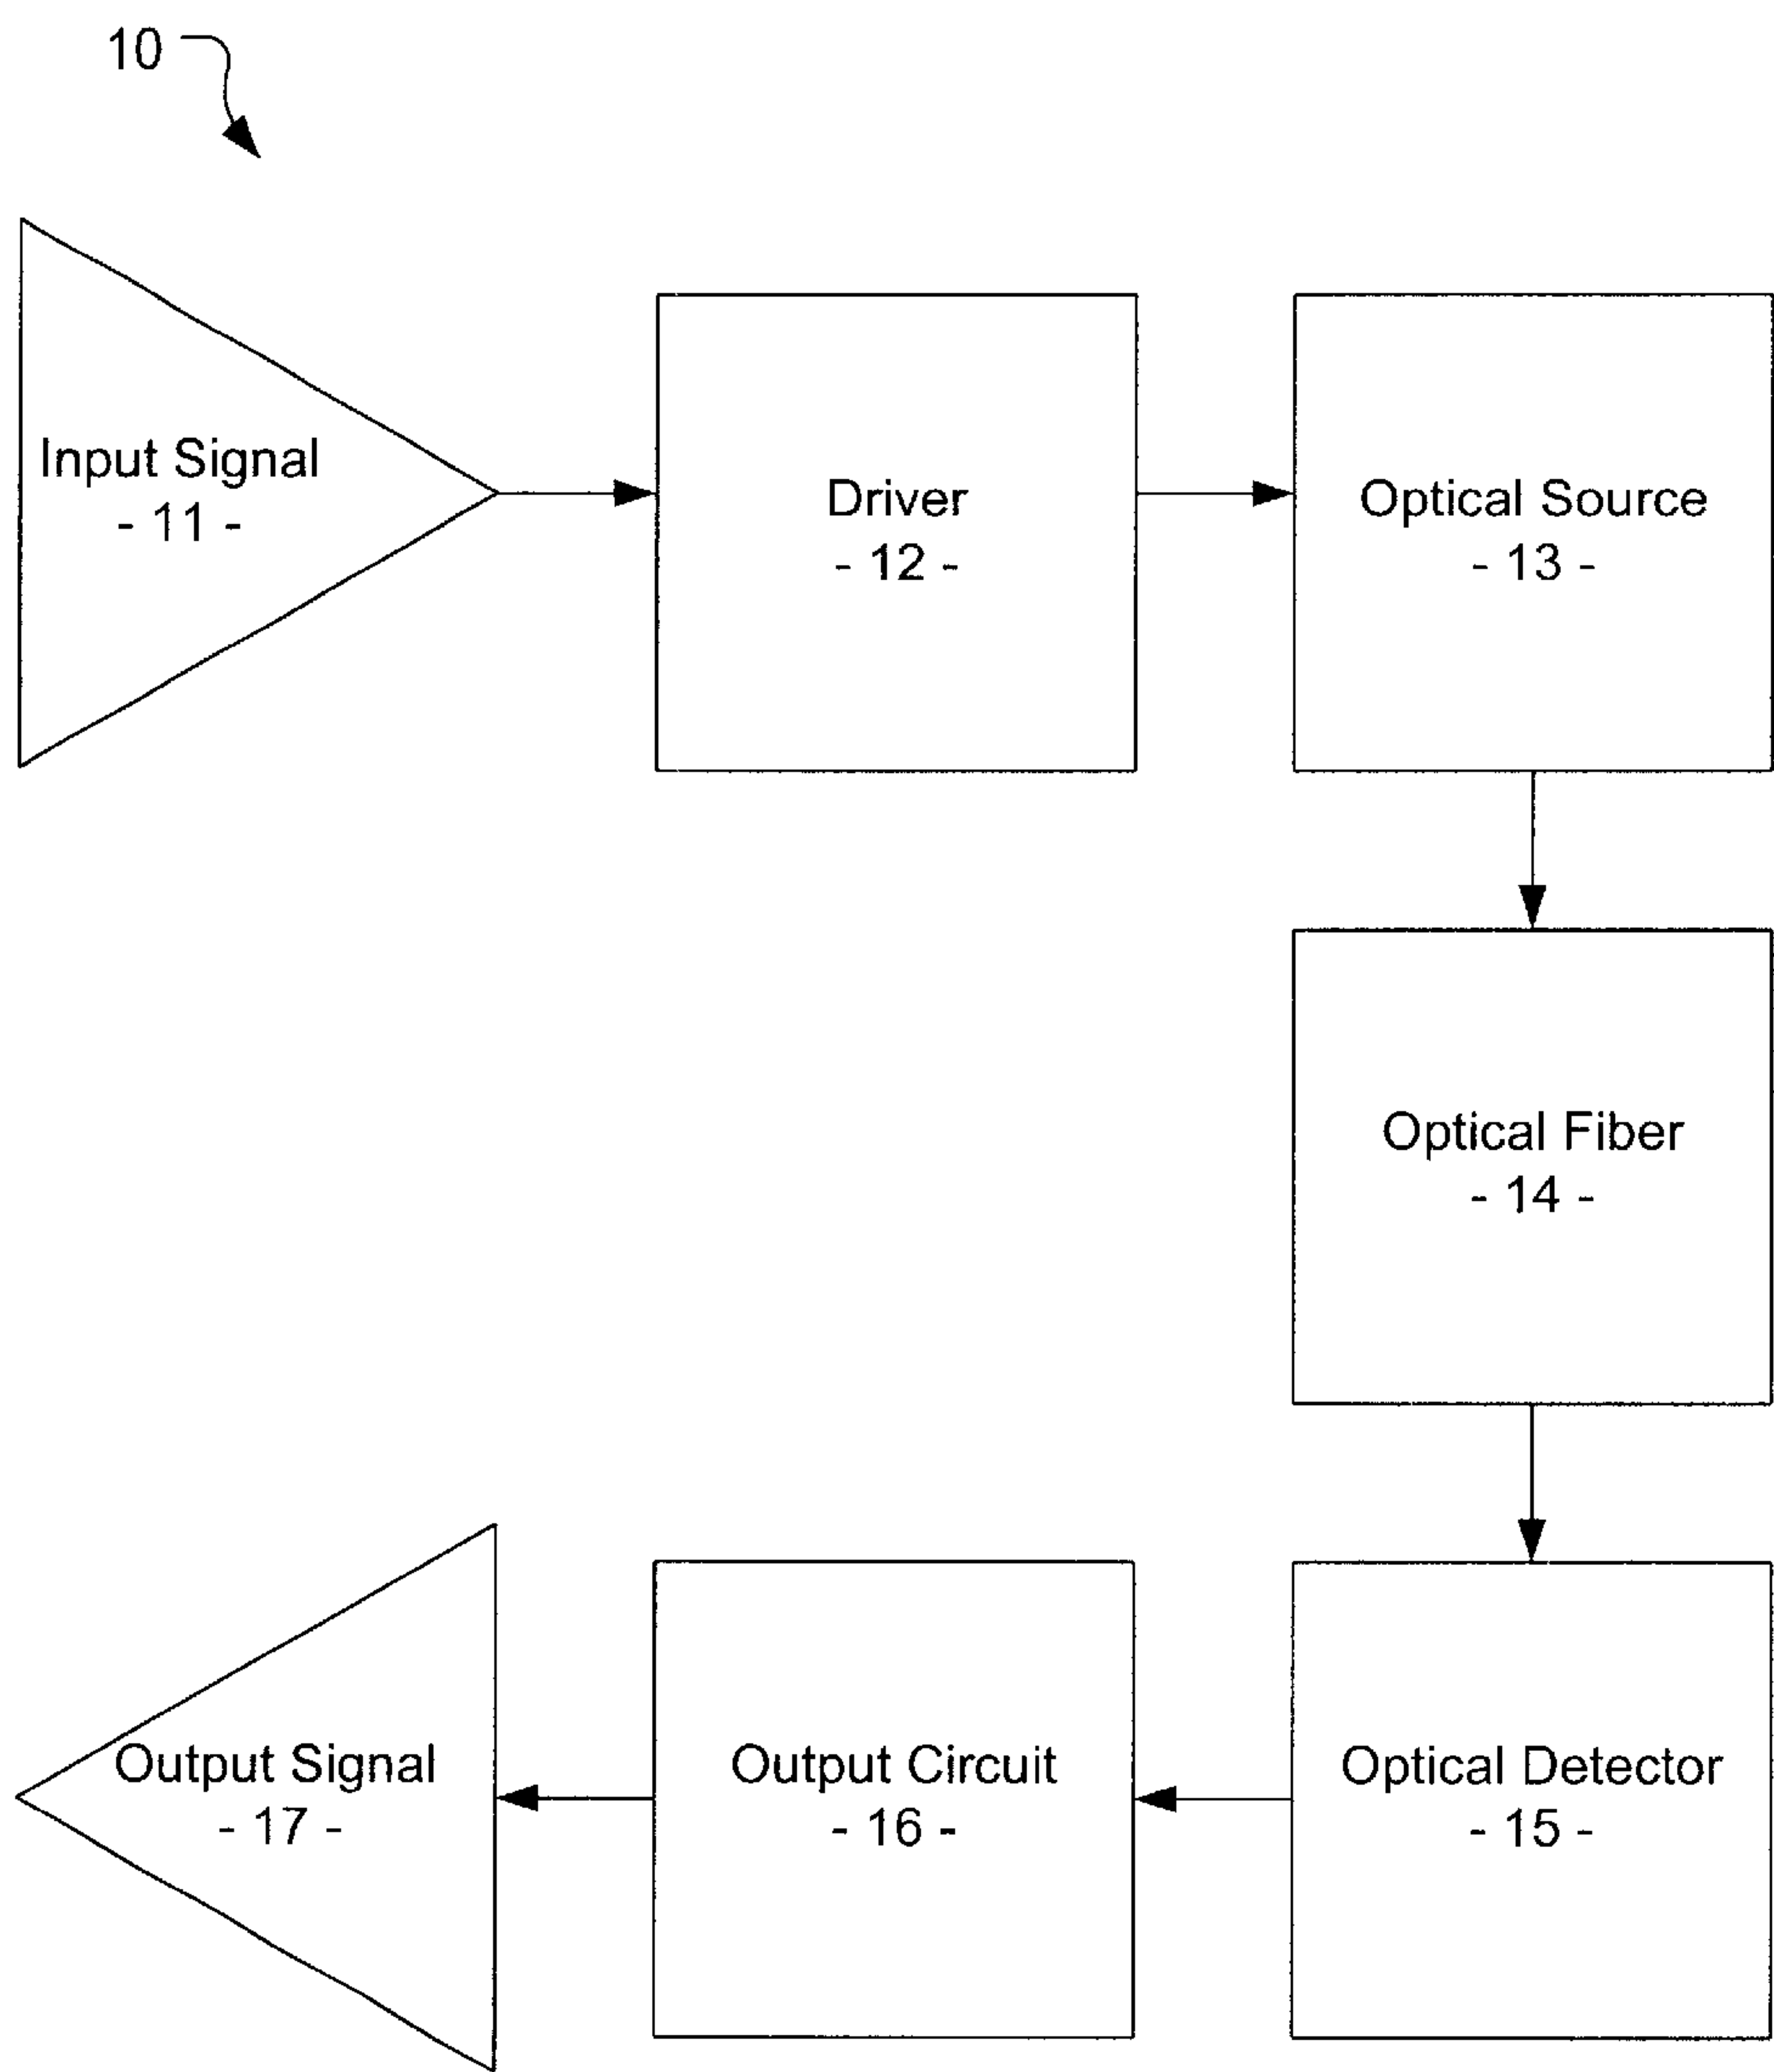 10
Input Signal
- 11 -
Driver
- 12 -
Optical Source
- 13 -
Optical Fiber
- 14 -
Output Signal
- 17 -
Output Circuit
- 16 -
Optical Detector
- 15 -